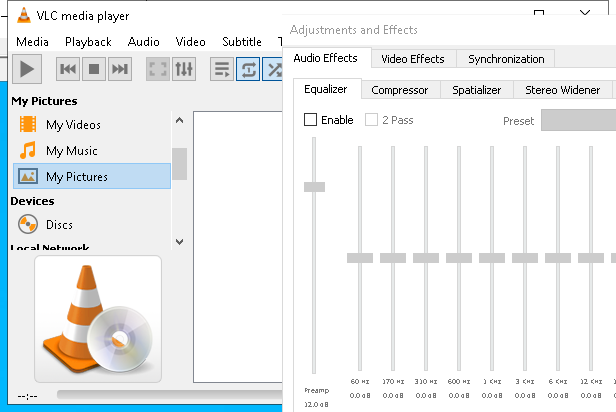 VLC media player
Media Playback Audio Video Subtitle
My Pictures
My Videos
My Music
My Pictures
Devices
Discs
Local Network
--:--
Adjustments and Effects
Audio Effects Video Effects Synchronization
Equalizer Compressor Spatializer Stereo Widener
Enable 2 Pass Preset
60 Hz 170 Hz 310 Hz 600 Hz 1 KHz 3 KHz 6 KHz 12 KHz
Preamp 0.0 dB 0.0 dB 0.0 dB 0.0 dB 0.0 dB 0.0 dB 0.0 dB 0.0 dB
12.0 dB